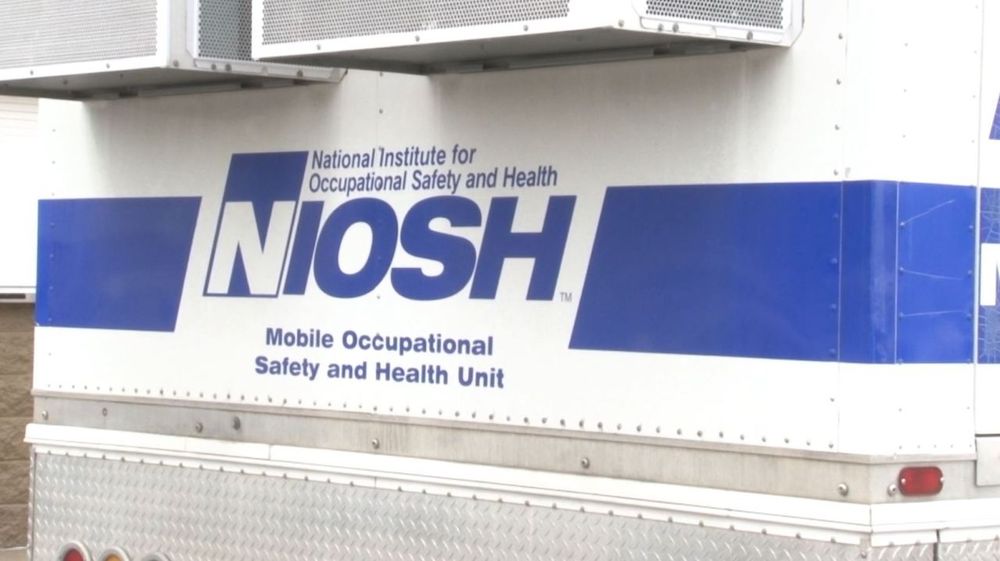 National Institute for
Occupational Safety and Health
NIOSH
TM
Mobile Occupational
Safety and Health Unit